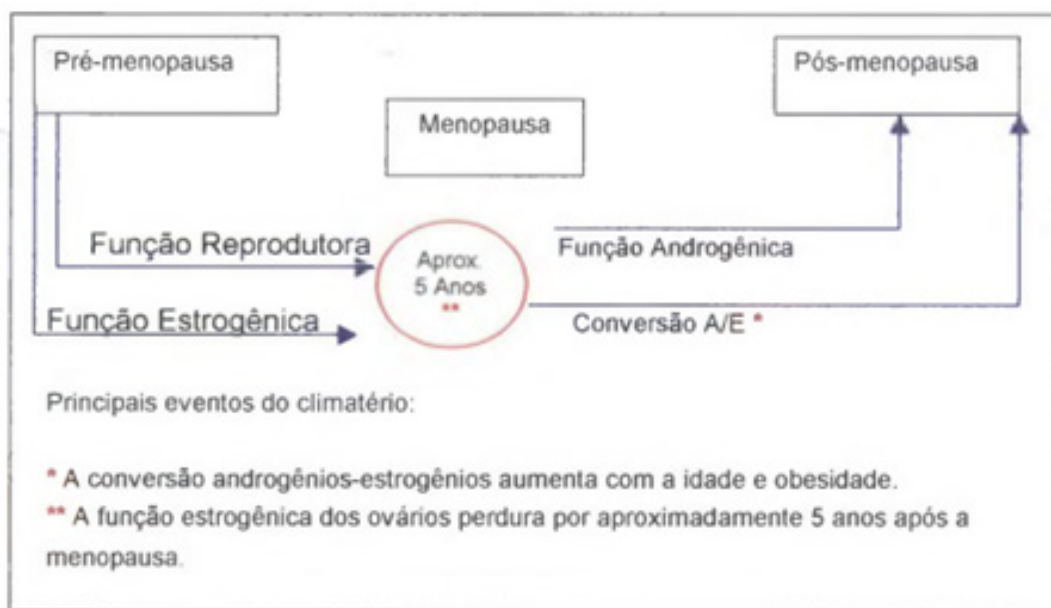 Pré-menopausa
Pós-menopausa
Menopausa
Função Reprodutora
Aprox.
5 Anos
**
Função Androgênica
Função Estrogênica
Conversão A/E *
Principais eventos do climatério:
* A conversão androgênios-estrogênios aumenta com a idade e obesidade.
** A função estrogênica dos ovários perdura por aproximadamente 5 anos após a
menopausa.